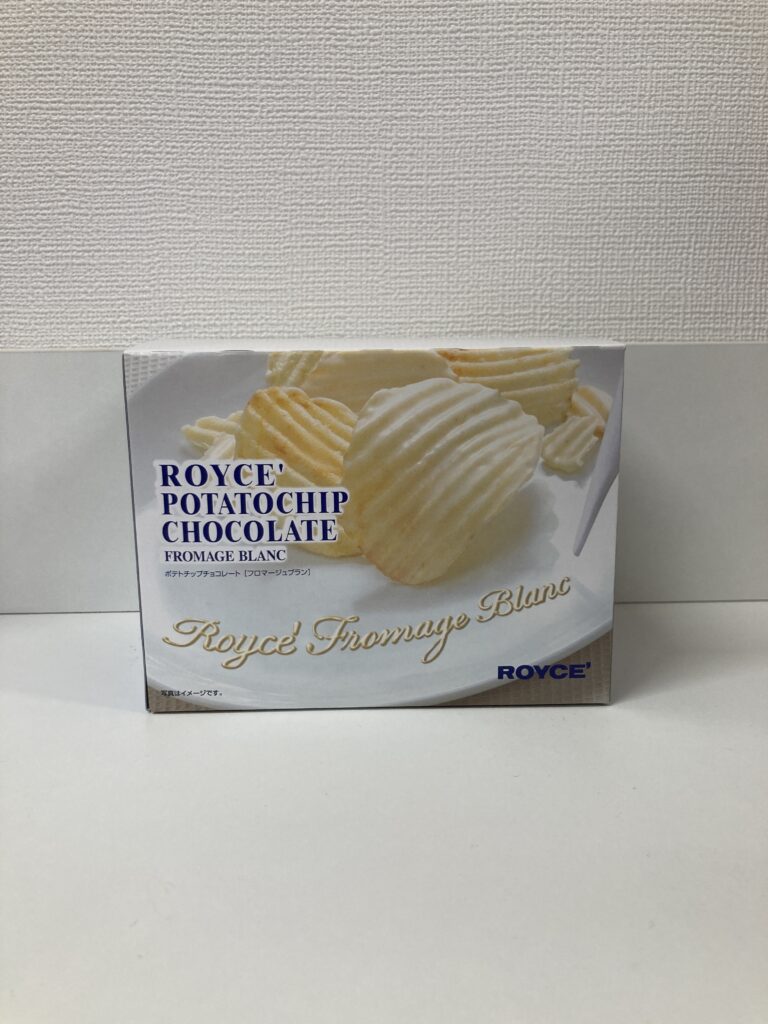 ROYCE'
POTATOCHIP
CHOCOLATE
FROMAGE BLANC
ポテトチップチョコレート［フロマージュブラン］
Royce' Fromage Blanc
ROYCE'
写真はイメージです。